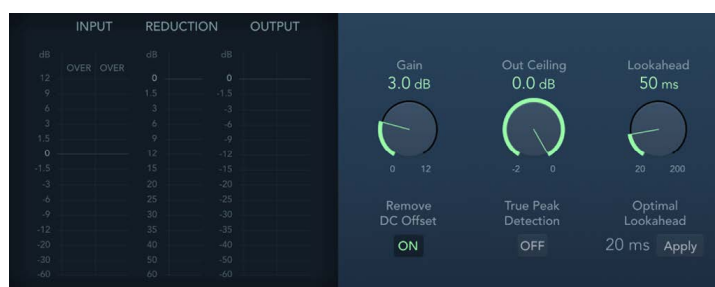 INPUT REDUCTION OUTPUT
dB dB dB
OVER OVER
12 0 0
9 1.5 -1.5
6 3 -3
3 6 -6
1.5 9 -9
0 12 -12
-1.5 15 -15
-3 20 -20
-6 25 -25
-9 30 -30
-12 35 -35
-20 40 -40
-30 50 -50
-60 60 -60
Gain Out Ceiling Lookahead
3.0 dB 0.0 dB 50 ms
0 12 -2 0 20 200
Remove True Peak Optimal
DC Offset Detection Lookahead
ON OFF 20 ms Apply